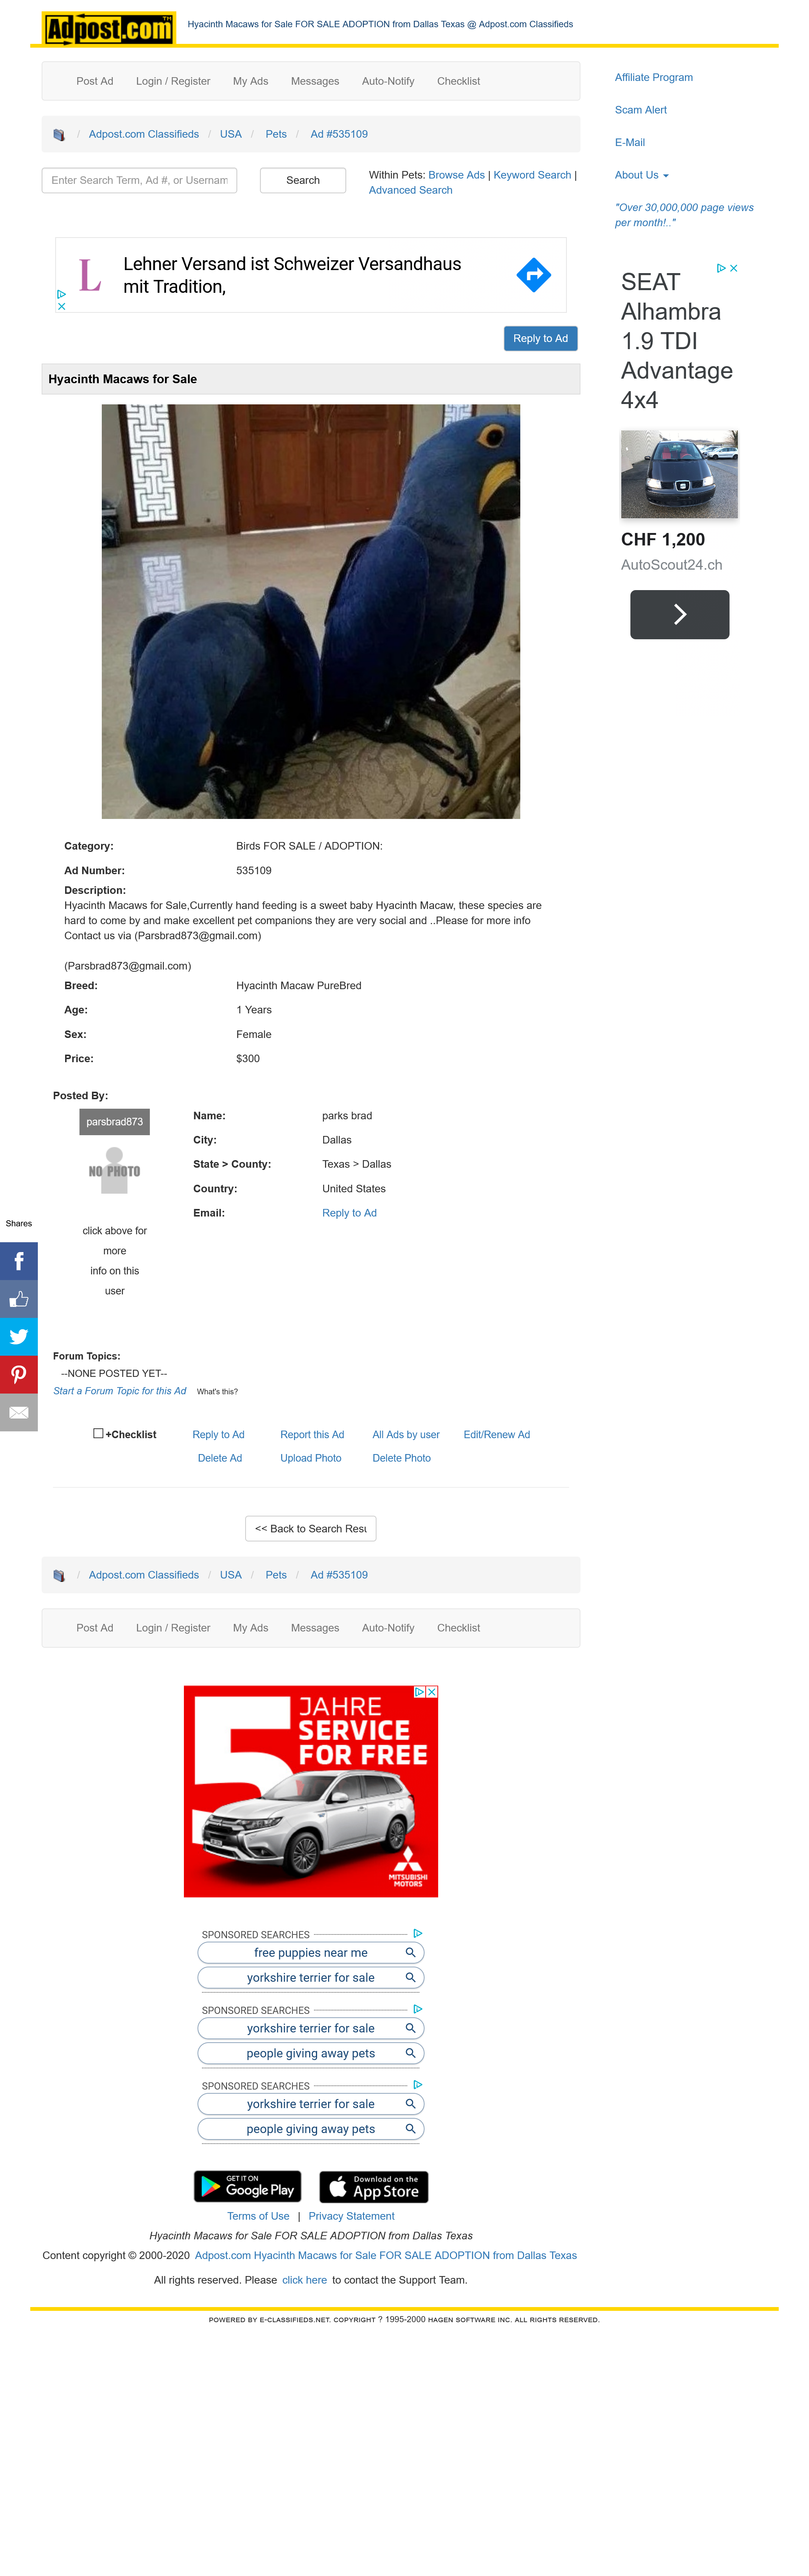 Adpost.com™
Hyacinth Macaws for Sale FOR SALE ADOPTION from Dallas Texas @ Adpost.com Classifieds
Post Ad Login / Register My Ads Messages Auto-Notify Checklist
/ Adpost.com Classifieds / USA / Pets / Ad #535109
Enter Search Term, Ad #, or Usernam
Search
Within Pets: Browse Ads | Keyword Search |
Advanced Search
Affiliate Program
Scam Alert
E-Mail
About Us
"Over 30,000,000 page views
per month!.."
L
Lehner Versand ist Schweizer Versandhaus
mit Tradition,
Reply to Ad
SEAT
Alhambra
1.9 TDI
Advantage
4x4
CHF 1,200
AutoScout24.ch
Hyacinth Macaws for Sale
Category: Birds FOR SALE / ADOPTION:
Ad Number: 535109
Description:
Hyacinth Macaws for Sale,Currently hand feeding is a sweet baby Hyacinth Macaw, these species are
hard to come by and make excellent pet companions they are very social and ..Please for more info
Contact us via (Parsbrad873@gmail.com)
(Parsbrad873@gmail.com)
Breed: Hyacinth Macaw PureBred
Age: 1 Years
Sex: Female
Price: $300
Posted By:
parsbrad873
NO PHOTO
click above for
more
info on this
user
Name: parks brad
City: Dallas
State > County: Texas > Dallas
Country: United States
Email: Reply to Ad
Shares
Forum Topics:
--NONE POSTED YET--
Start a Forum Topic for this Ad What's this?
+Checklist Reply to Ad Report this Ad All Ads by user Edit/Renew Ad
Delete Ad Upload Photo Delete Photo
<< Back to Search Resu
/ Adpost.com Classifieds / USA / Pets / Ad #535109
Post Ad Login / Register My Ads Messages Auto-Notify Checklist
5 JAHRE
SERVICE
FOR FREE
MITSUBISHI
MOTORS
SPONSORED SEARCHES
free puppies near me
yorkshire terrier for sale
SPONSORED SEARCHES
yorkshire terrier for sale
people giving away pets
SPONSORED SEARCHES
yorkshire terrier for sale
people giving away pets
GET IT ON
Google Play
Download on the
App Store
Terms of Use | Privacy Statement
Hyacinth Macaws for Sale FOR SALE ADOPTION from Dallas Texas
Content copyright © 2000-2020 Adpost.com Hyacinth Macaws for Sale FOR SALE ADOPTION from Dallas Texas
All rights reserved. Please click here to contact the Support Team.
POWERED BY E-CLASSIFIEDS.NET. COPYRIGHT ? 1995-2000 HAGEN SOFTWARE INC. ALL RIGHTS RESERVED.